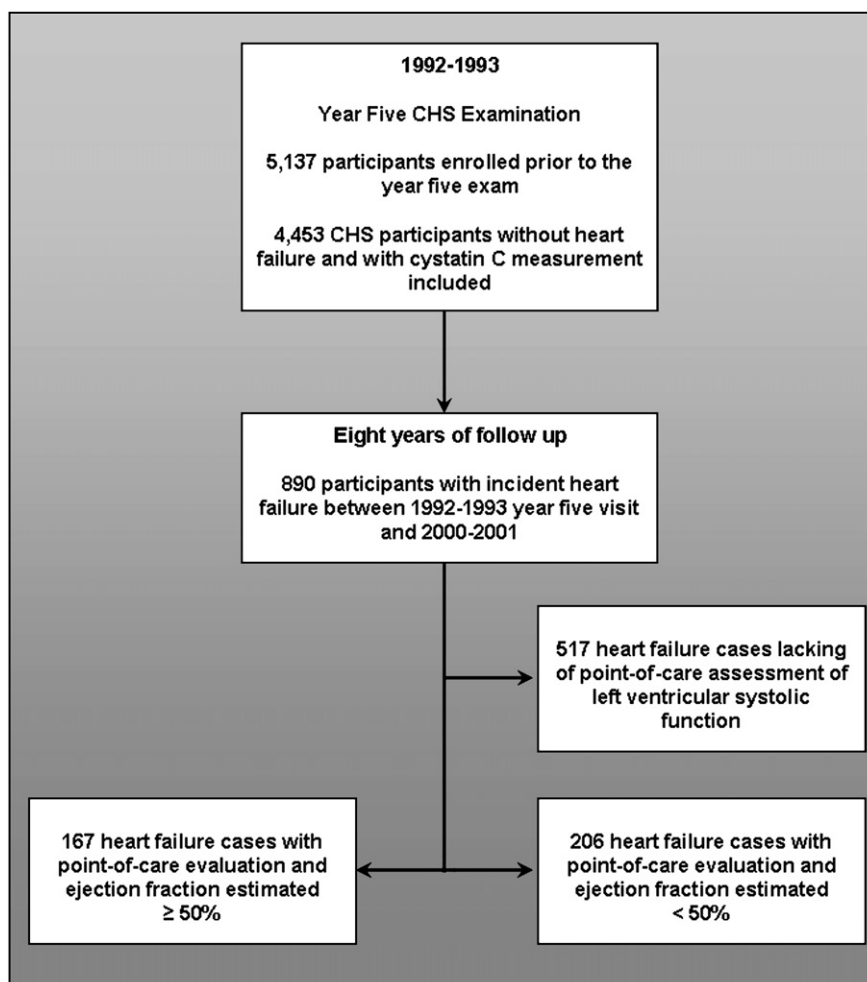 1992-1993
Year Five CHS Examination
5,137 participants enrolled prior to the
year five exam
4,453 CHS participants without heart
failure and with cystatin C measurement
included
Eight years of follow up
890 participants with incident heart
failure between 1992-1993 year five visit
and 2000-2001
517 heart failure cases lacking
of point-of-care assessment of
left ventricular systolic
function
167 heart failure cases with
point-of-care evaluation and
ejection fraction estimated
≥ 50%
206 heart failure cases with
point-of-care evaluation and
ejection fraction estimated
< 50%